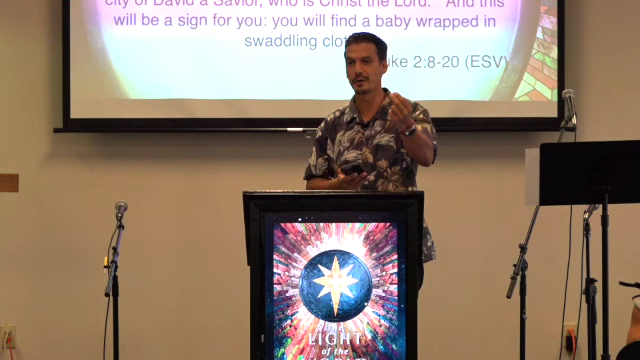 city of David a Savior, who is Christ the Lord. And this
will be a sign for you: you will find a baby wrapped in
swaddling clot
uke 2:8-20 (ESV)
The
LIGHT
of the